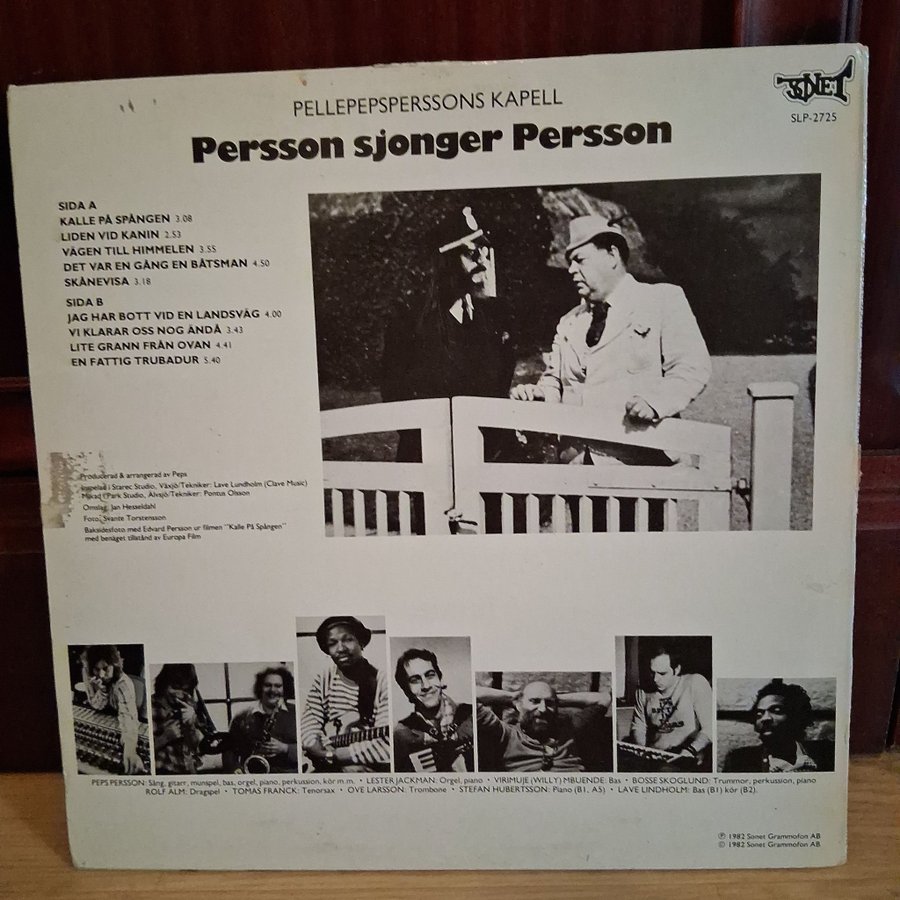 SONET
SLP-2725
PELLEPEPSPERSSONS KAPELL
Persson sjonger Persson
SIDA A
KALLE PÅ SPÅNGEN 3.08
LIDEN VID KANIN 2.53
VÄGEN TILL HIMMELEN 3.55
DET VAR EN GÅNG EN BÅTSMAN 4.50
SKÅNEVISA 3.18
SIDA B
JAG HAR BOTT VID EN LANDSVÄG 4.00
VI KLARAR OSS NOG ÄNDÅ 3.43
LITE GRANN FRÅN OVAN 4.41
EN FATTIG TRUBADUR 5.40
Producerad & arrangerad av Peps
Inspelad i Starec Studio, Växjö/Tekniker: Lave Lundholm (Clave Music)
Mixad i Park Studio, Älvsjö/Tekniker: Pontus Olsson
Omslag: Jan Hesseldahl
Foto: Svante Torstensson
Baksidesfoto med Edvard Persson ur filmen "Kalle På Spången"
med benäget tillstånd av Europa Film
PEPS PERSSON: Sång, gitarr, munspel, bas, orgel, piano, perkussion, kör m.m. • LESTER JACKMAN: Orgel, piano • VIRIMUJE (WILLY) MBUENDE: Bas • BOSSE SKOGLUND: Trummor, perkussion, piano
ROLF ALM: Dragspel • TOMAS FRANCK: Tenorsax • OVE LARSSON: Trombone • STEFAN HUBERTSSON: Piano (B1, A5) • LAVE LINDHOLM: Bas (B1) kör (B2).
Ⓟ 1982 Sonet Grammofon AB
© 1982 Sonet Grammofon AB